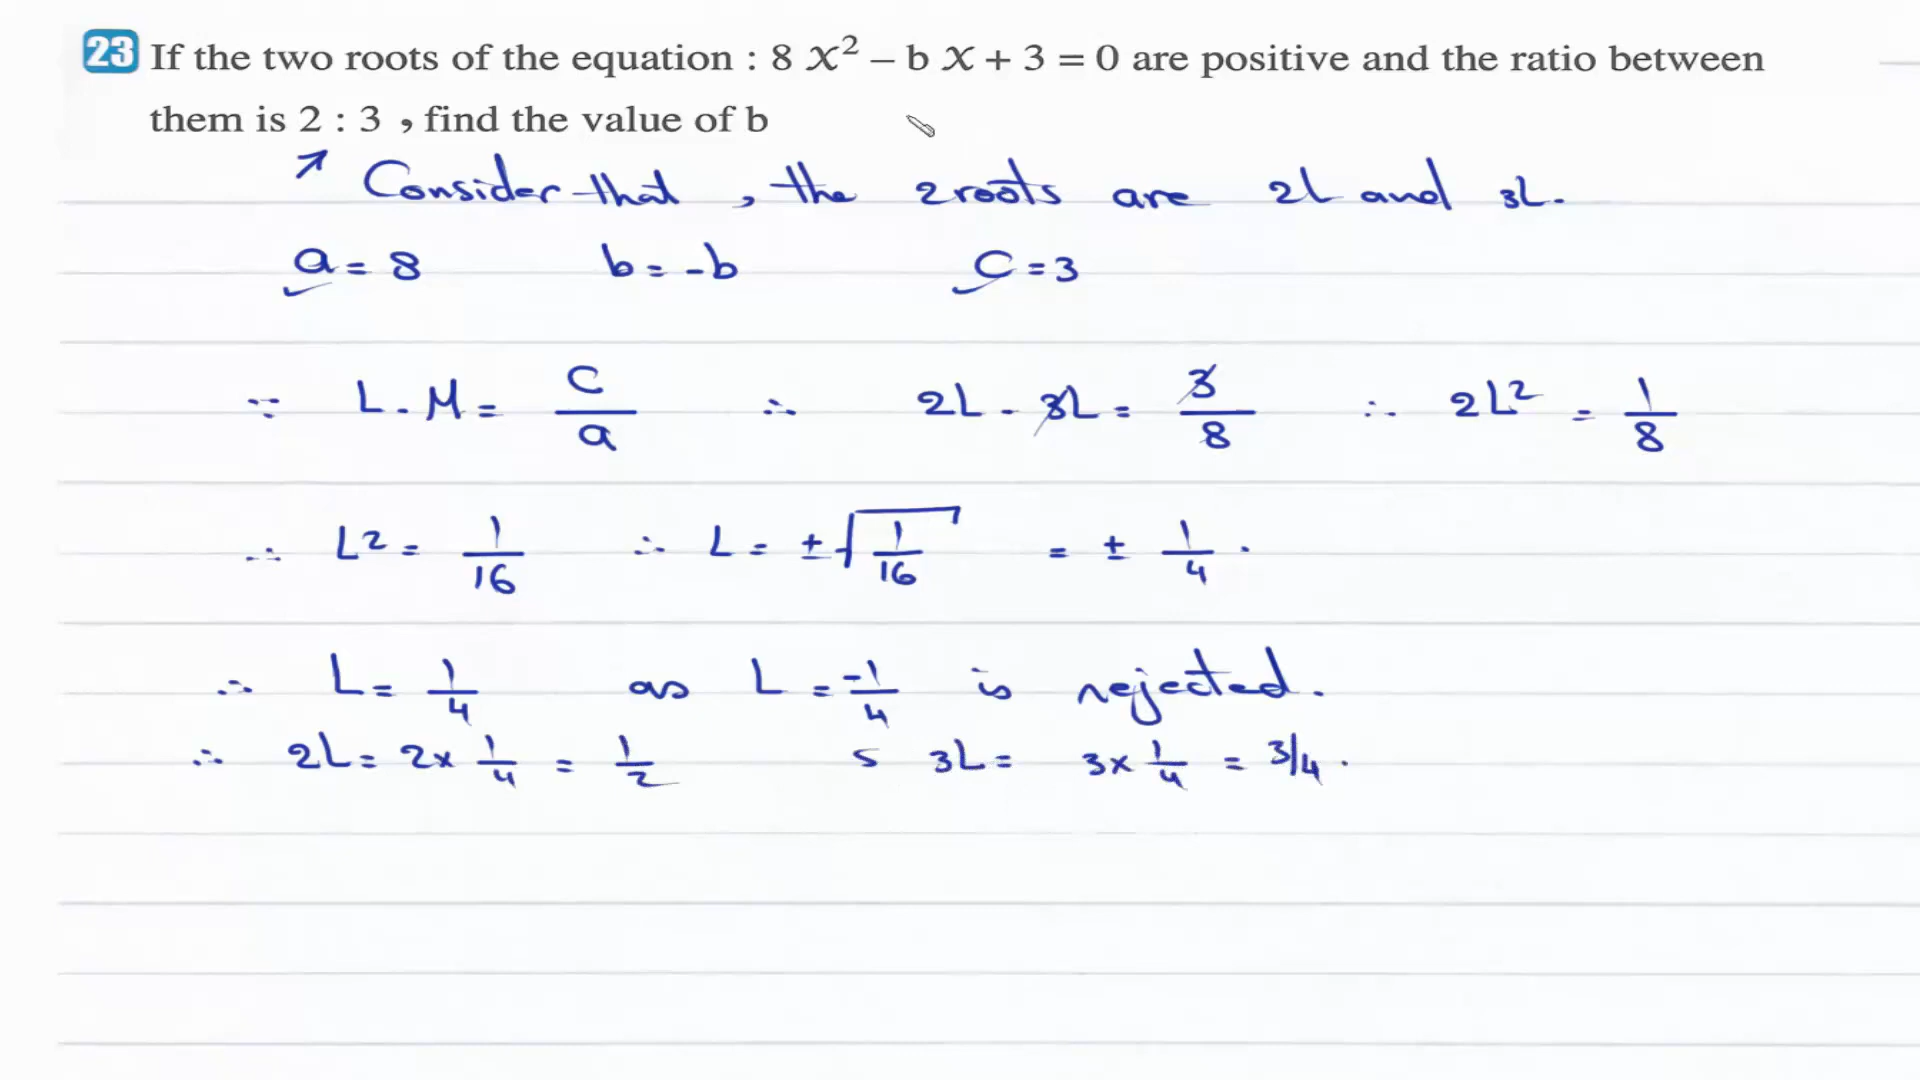 23 If the two roots of the equation : 8 x² – b x + 3 = 0 are positive and the ratio between
them is 2 : 3 , find the value of b
Consider that , the 2 roots are 2L and 3L.
a = 8 b = -b C = 3
∵ L . M = C/a ∴ 2L . 3L = 3/8 ∴ 2L² = 1/8
∴ L² = 1/16 ∴ L = ±√(1/16) = ± 1/4 .
∴ L = 1/4 as L = -1/4 is rejected.
∴ 2L = 2 x 1/4 = 1/2 , 3L = 3 x 1/4 = 3/4 .